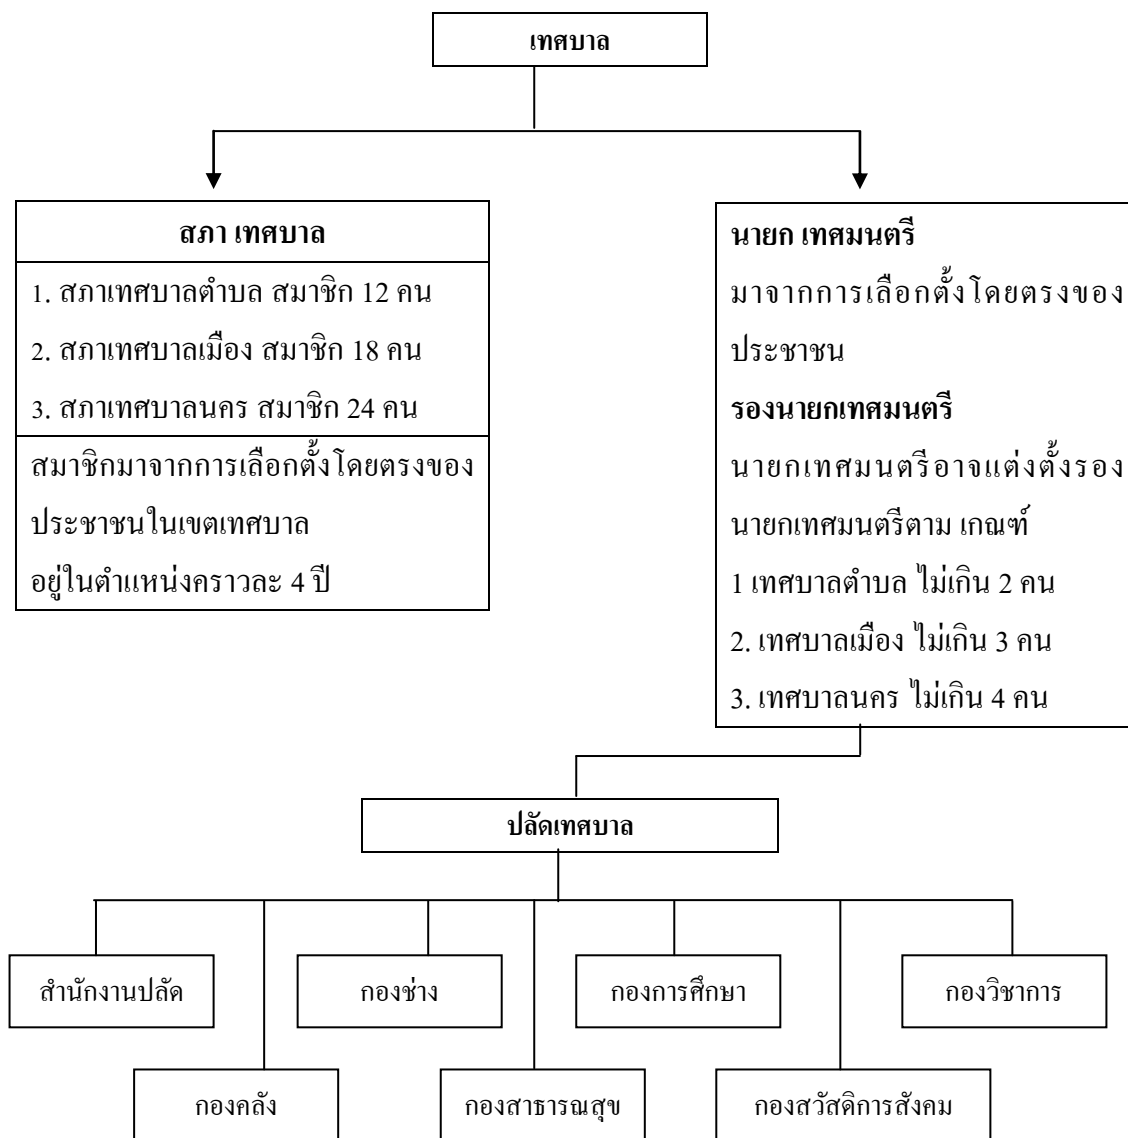 เทศบาล
สภา เทศบาล
1. สภาเทศบาลตำบล สมาชิก 12 คน
2. สภาเทศบาลเมือง สมาชิก 18 คน
3. สภาเทศบาลนคร สมาชิก 24 คน
สมาชิกมาจากการเลือกตั้งโดยตรงของ
ประชาชนในเขตเทศบาล
อยู่ในตำแหน่งคราวละ 4 ปี
นายก เทศมนตรี
มาจากการเลือกตั้งโดยตรงของ
ประชาชน
รองนายกเทศมนตรี
นายกเทศมนตรีอาจแต่งตั้งรอง
นายกเทศมนตรีตาม เกณฑ์
1 เทศบาลตำบล ไม่เกิน 2 คน
2. เทศบาลเมือง ไม่เกิน 3 คน
3. เทศบาลนคร ไม่เกิน 4 คน
ปลัดเทศบาล
สำนักงานปลัด
กองช่าง
กองการศึกษา
กองวิชาการ
กองคลัง
กองสาธารณสุข
กองสวัสดิการสังคม